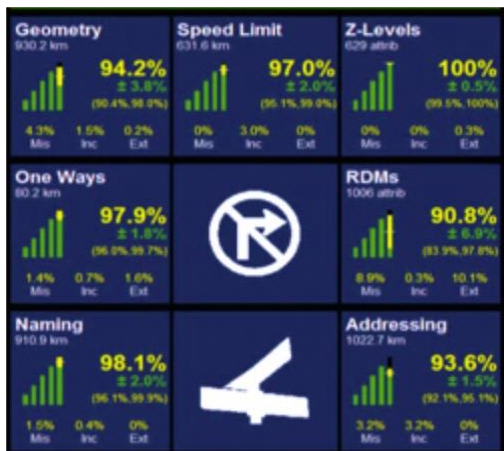 Geometry
930.2 km
94.2%
± 3.8%
(90.4%,98.0%)
4.3% 1.5% 0.2%
Mis Inc Ext
Speed Limit
631.6 km
97.0%
± 2.0%
(95.1%,99.0%)
0% 3.0% 0%
Mis Inc Ext
Z-Levels
629 attrib
100%
± 0.5%
(99.5%,100%)
0% 0% 0.3%
Mis Inc Ext
One Ways
80.2 km
97.9%
± 1.8%
(96.0%,99.7%)
1.4% 0.7% 1.6%
Mis Inc Ext
RDMs
1006 attrib
90.8%
± 6.9%
(83.9%,97.8%)
8.9% 0.3% 10.1%
Mis Inc Ext
Naming
910.9 km
98.1%
± 2.0%
(96.1%,99.9%)
1.5% 0.4% 0%
Mis Inc Ext
Addressing
1022.7 km
93.6%
± 1.5%
(92.1%,95.1%)
3.2% 3.2% 0%
Mis Inc Ext